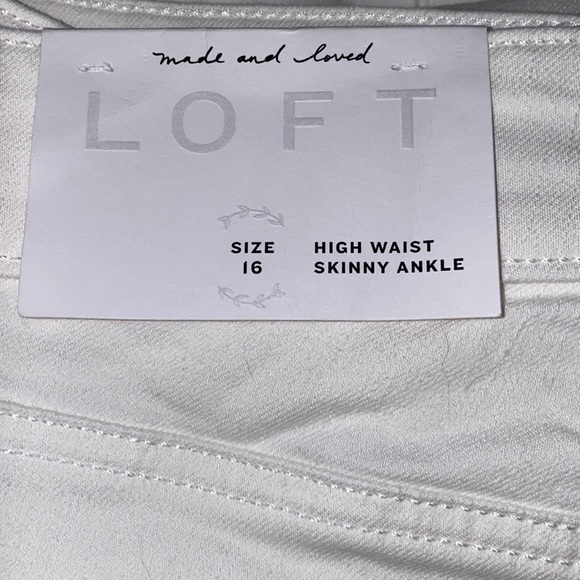 made and loved
LOFT
SIZE HIGH WAIST
16 SKINNY ANKLE